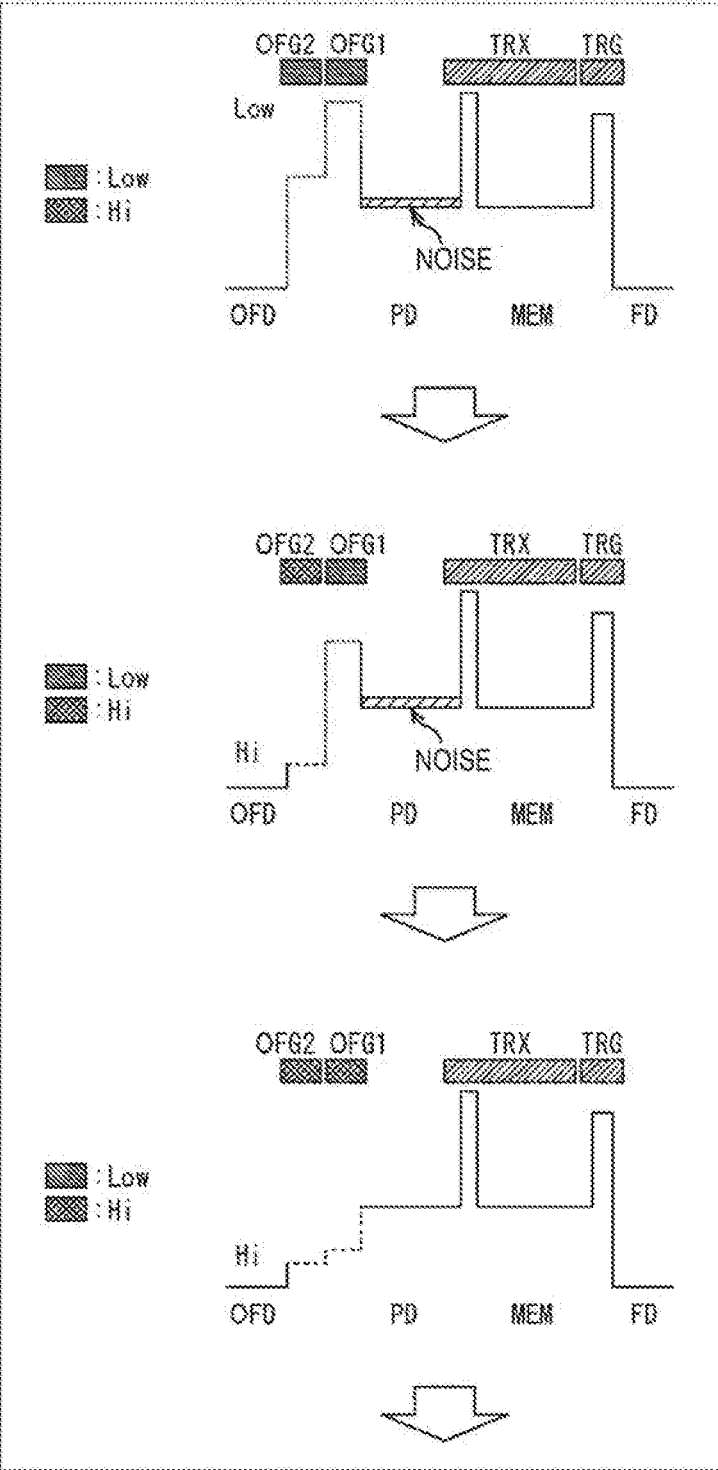 OFG2 OFG1 TRX TRG
Low
:Low
:Hi
NOISE
OFD PD MEM FD
OFG2 OFG1 TRX TRG
:Low
:Hi
Hi
NOISE
OFD PD MEM FD
OFG2 OFG1 TRX TRG
:Low
:Hi
Hi
OFD PD MEM FD